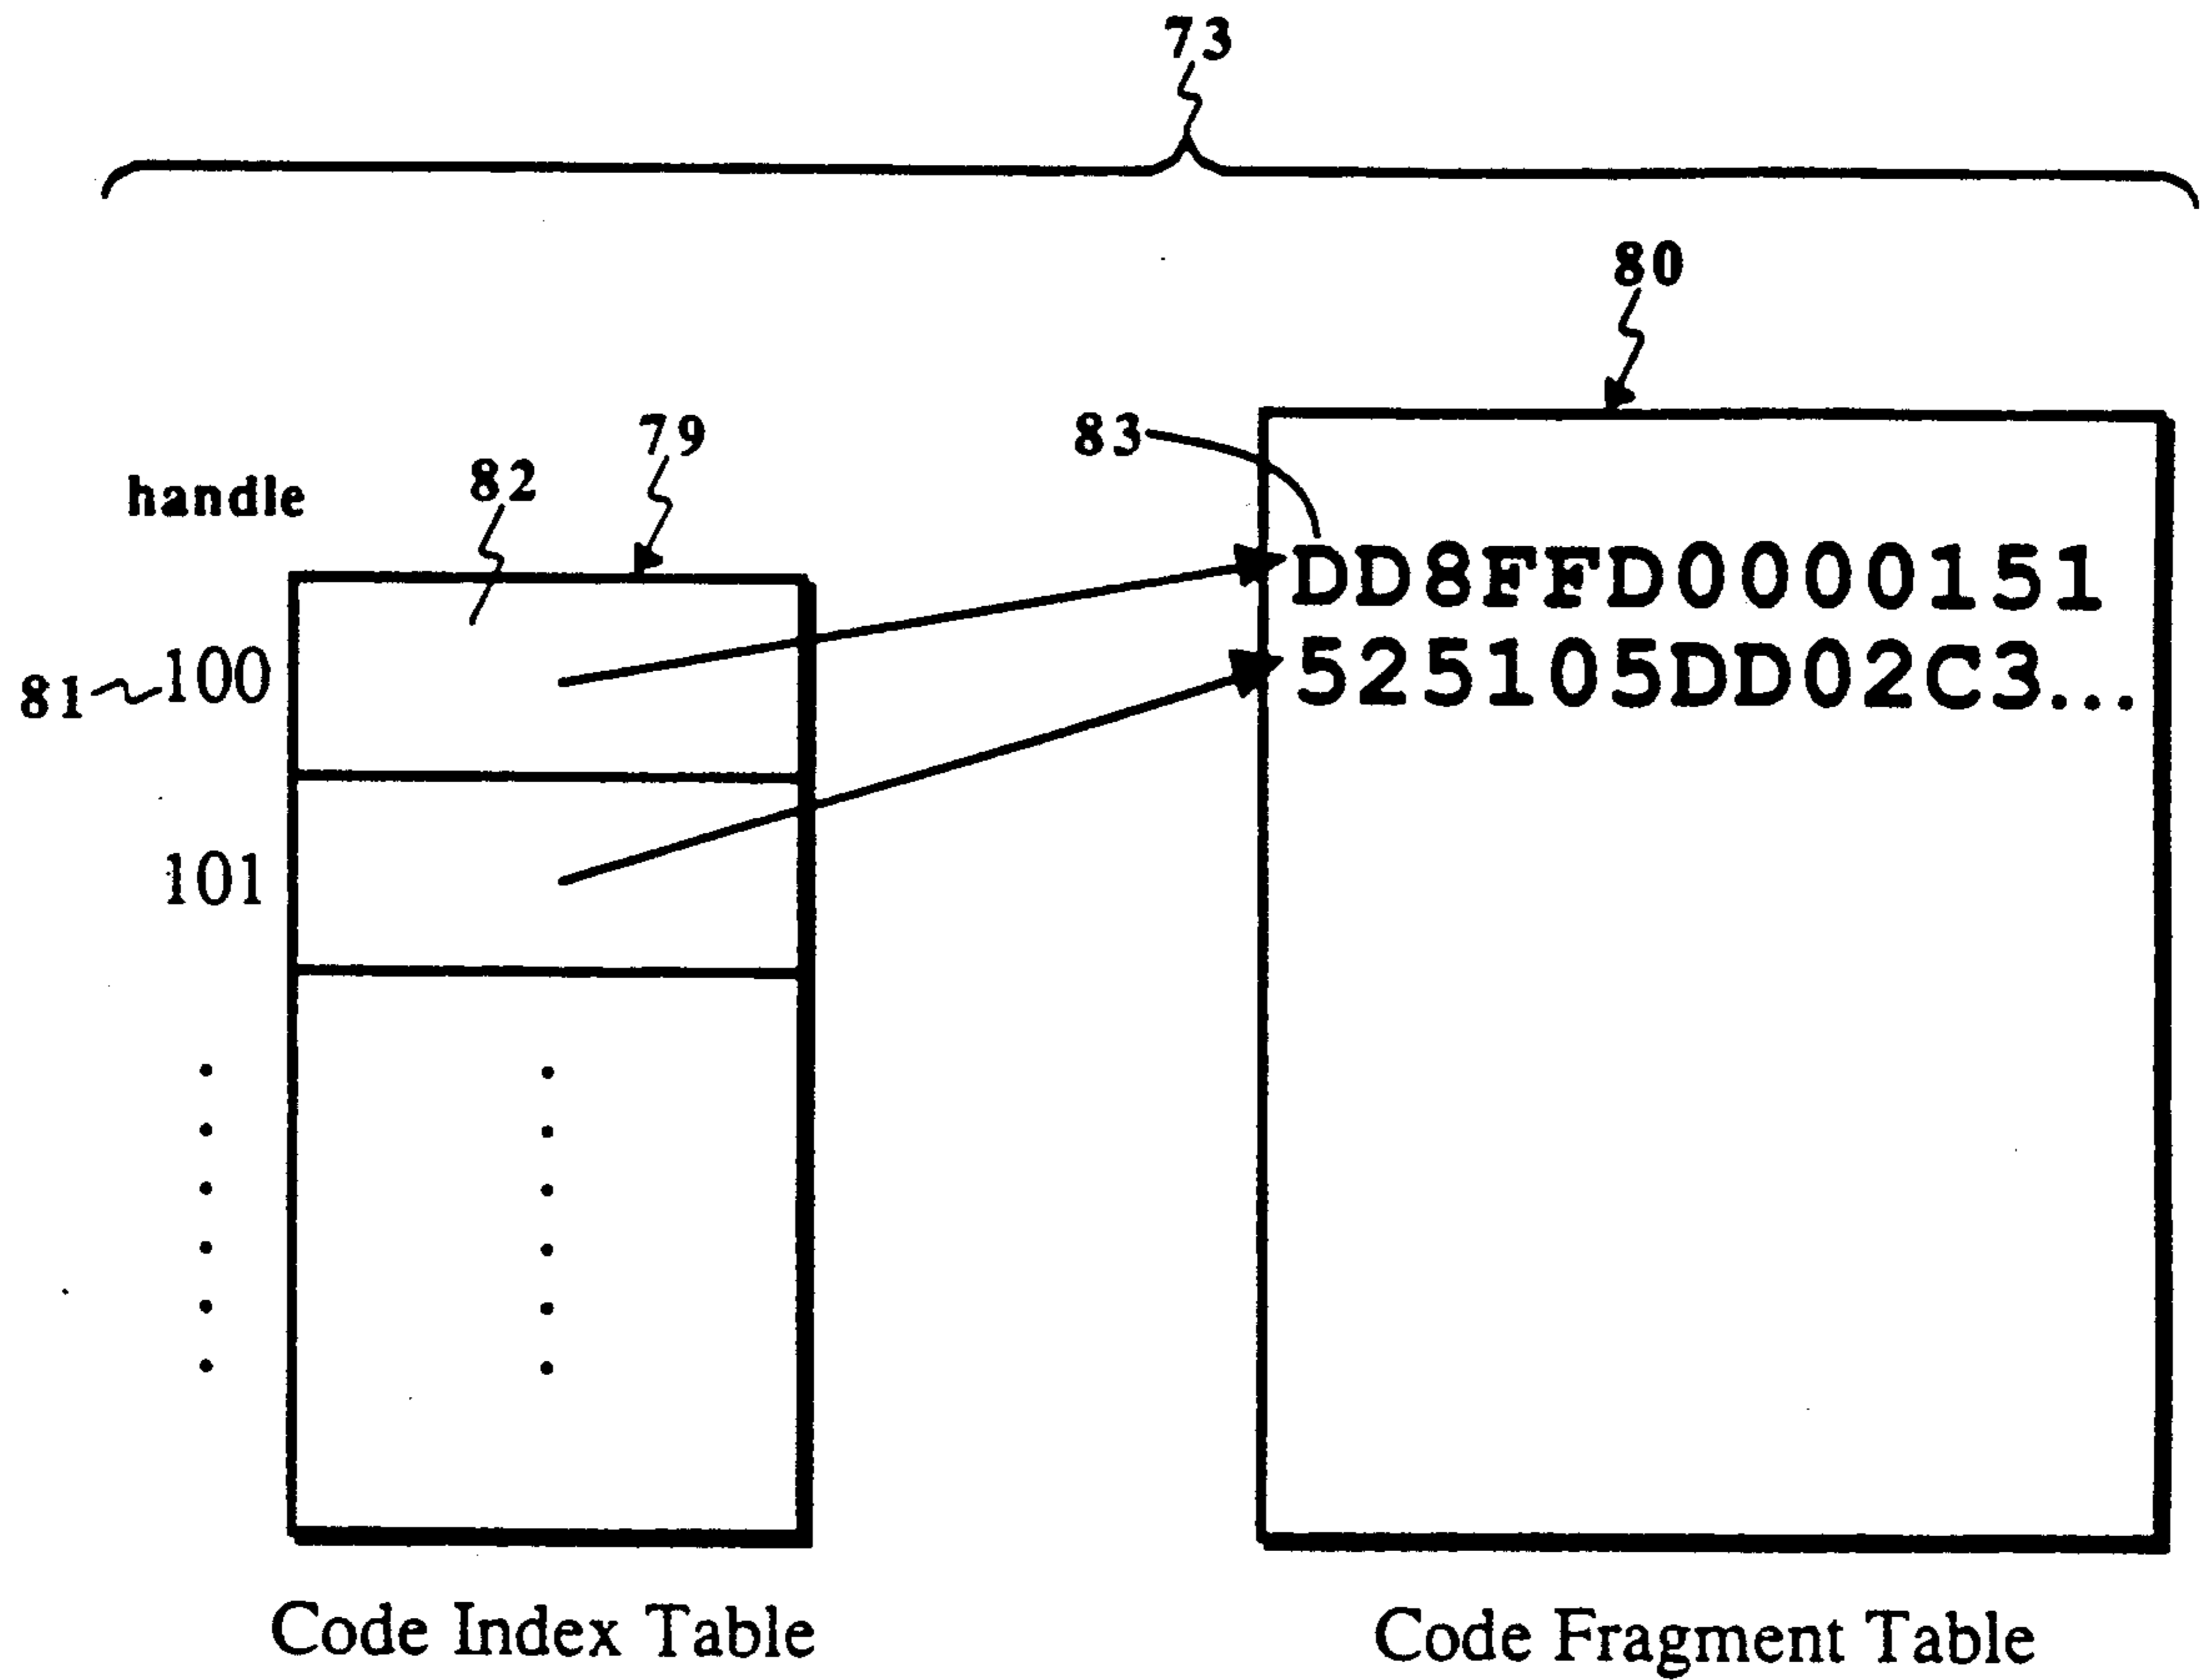 73
80
79
83
82
handle
DD8FFD0000151
81 100
525105DD02C3...
101
Code Index Table
Code Fragment Table